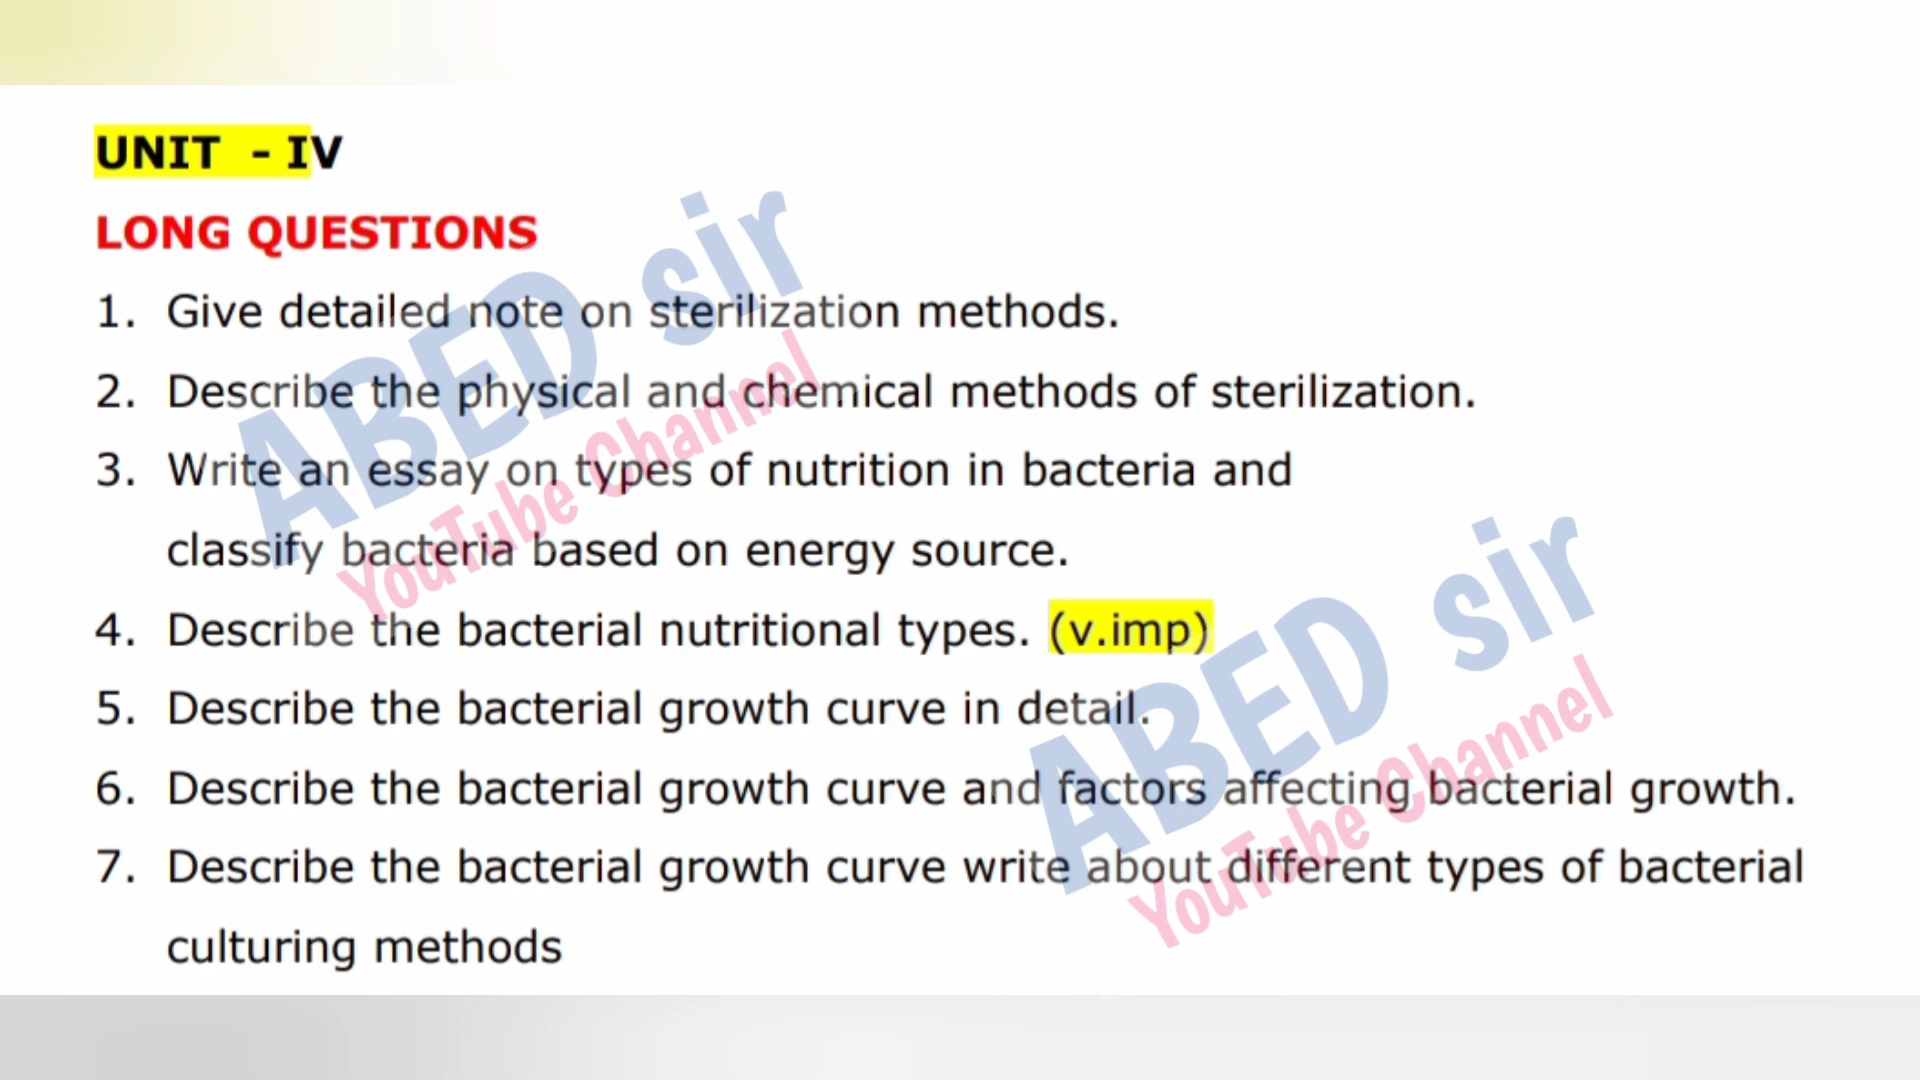 UNIT - IV
LONG QUESTIONS
1. Give detailed note on sterilization methods.
2. Describe the physical and chemical methods of sterilization.
3. Write an essay on types of nutrition in bacteria and
classify bacteria based on energy source.
4. Describe the bacterial nutritional types. (v.imp)
5. Describe the bacterial growth curve in detail.
6. Describe the bacterial growth curve and factors affecting bacterial growth.
7. Describe the bacterial growth curve write about different types of bacterial
culturing methods
ABED sir
YouTube Channel
ABED sir
YouTube Channel